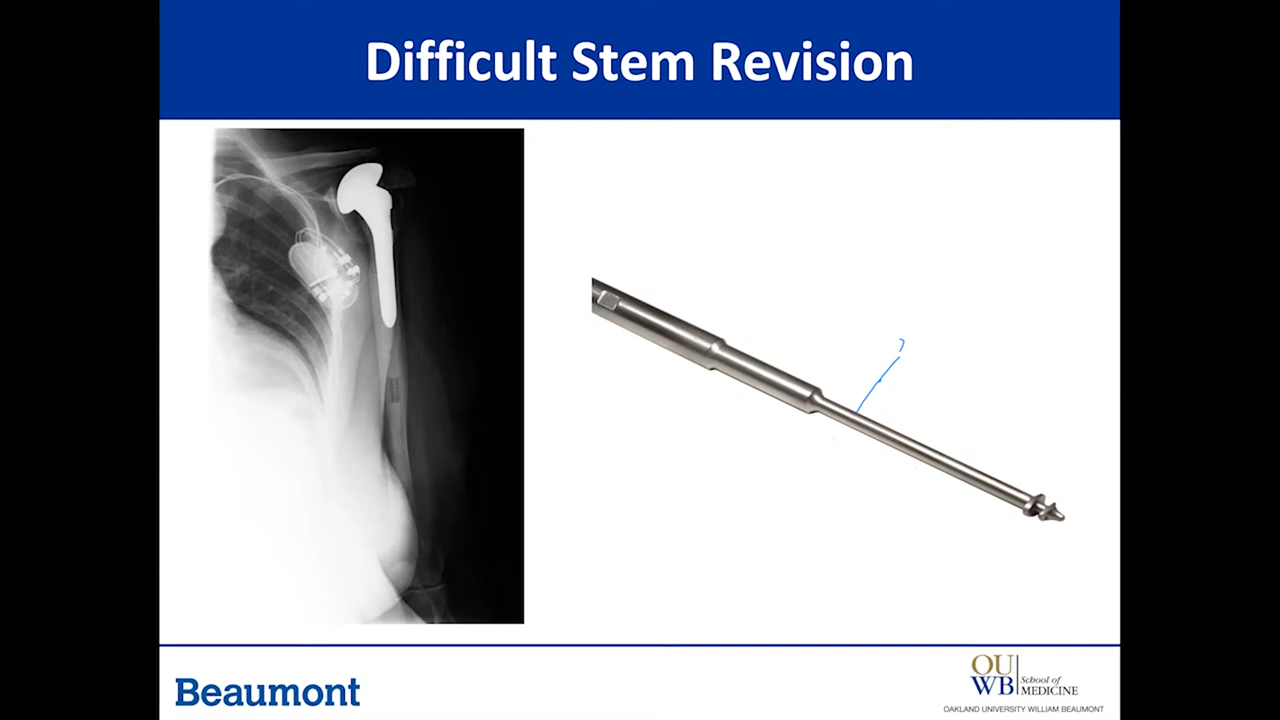 Difficult Stem Revision
Beaumont
OU
WB
School of
MEDICINE
OAKLAND UNIVERSITY WILLIAM BEAUMONT